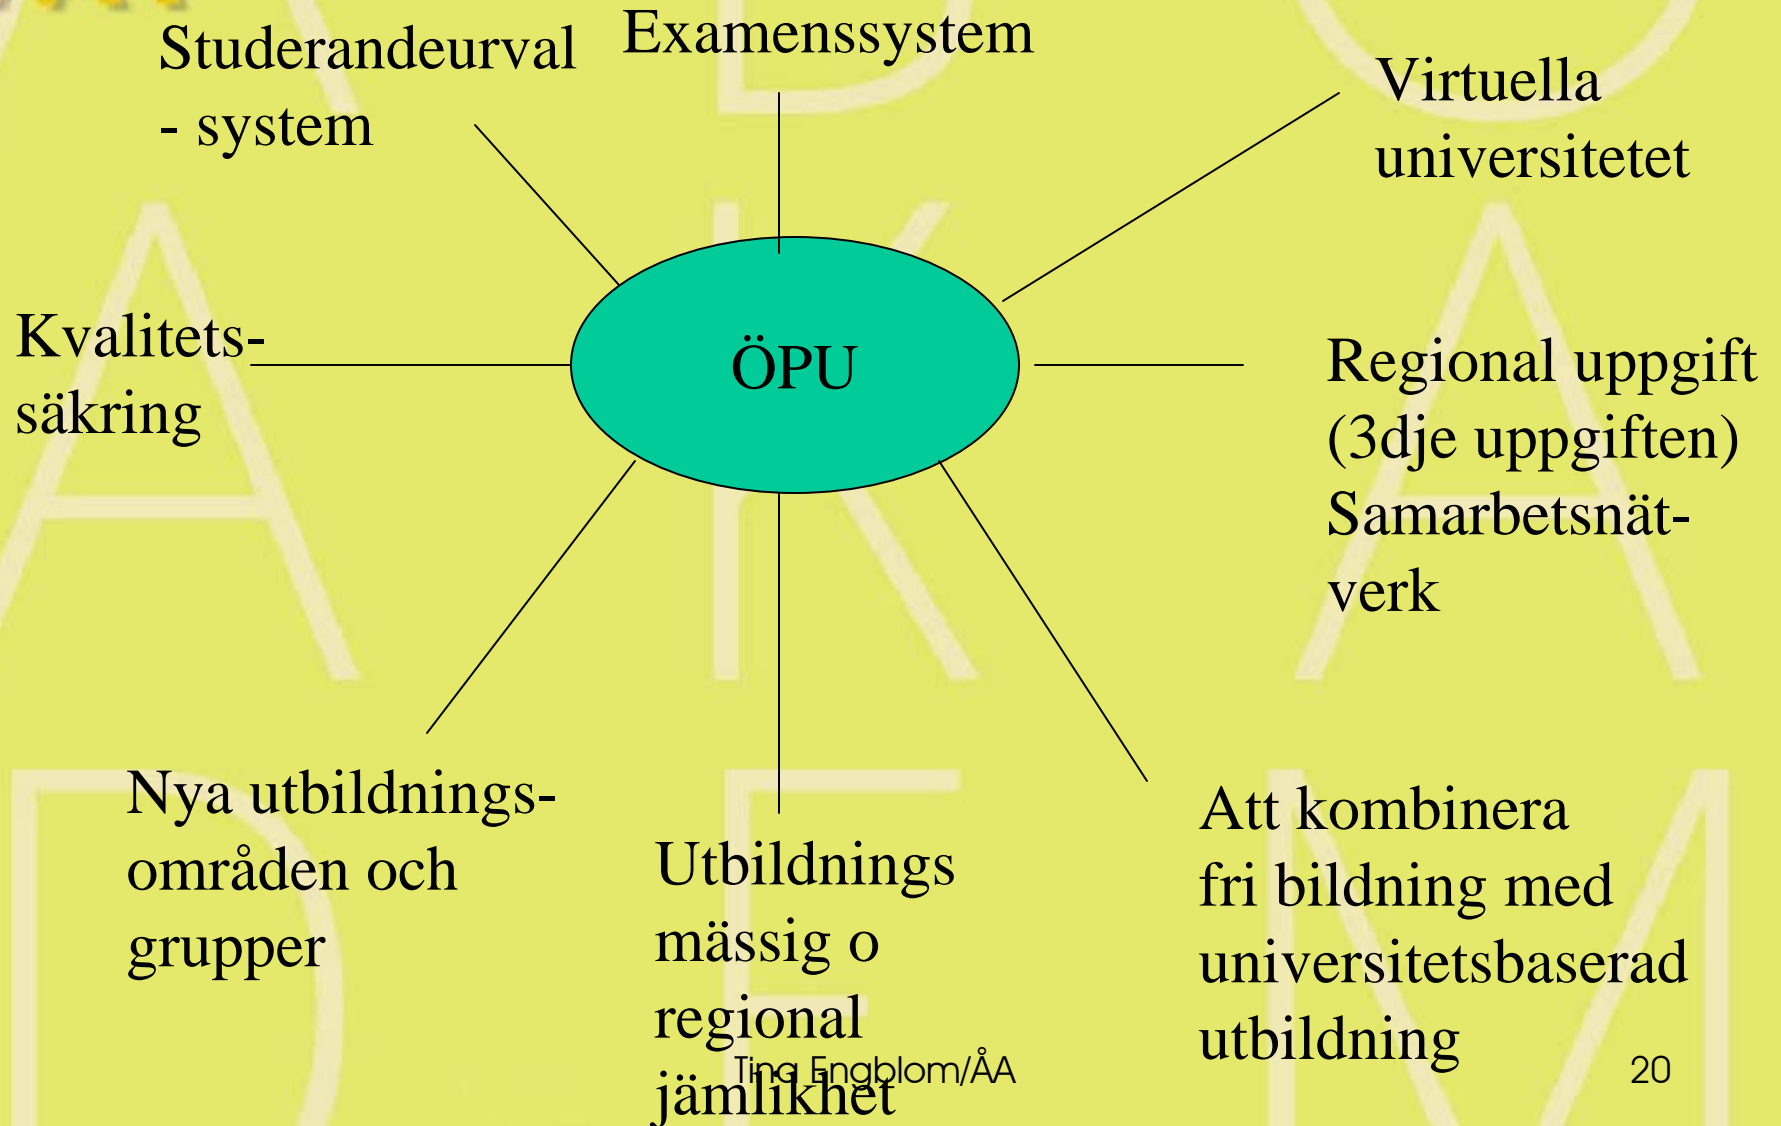 Studerandeurval
- system
Examenssystem
Virtuella
universitetet
Kvalitets-
säkring
ÖPU
Regional uppgift
(3dje uppgiften)
Samarbetsnät-
verk
Nya utbildnings-
områden och
grupper
Utbildnings
mässig o
regional
jämlikhet
Att kombinera
fri bildning med
universitetsbaserad
utbildning
Tina Engblom/ÅA
20
A K A
D E M